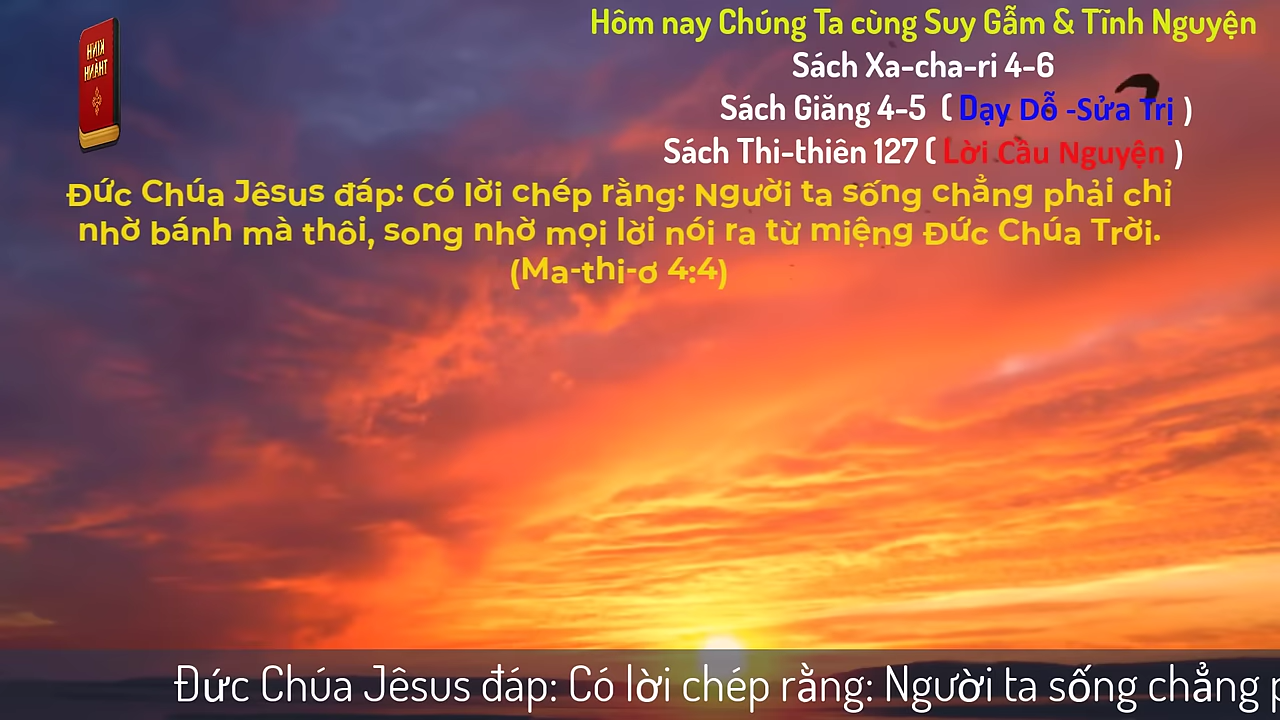 KINH
THÁNH
Hôm nay Chúng Ta cùng Suy Gẫm & Tĩnh Nguyện
Sách Xa-cha-ri 4-6
Sách Giăng 4-5 ( Dạy Dỗ -Sửa Trị )
Sách Thi-thiên 127 ( Lời Cầu Nguyện )
Đức Chúa Jêsus đáp: Có lời chép rằng: Người ta sống chẳng phải chỉ
nhờ bánh mà thôi, song nhờ mọi lời nói ra từ miệng Đức Chúa Trời.
(Ma-thi-ơ 4:4)
Đức Chúa Jêsus đáp: Có lời chép rằng: Người ta sống chẳng p